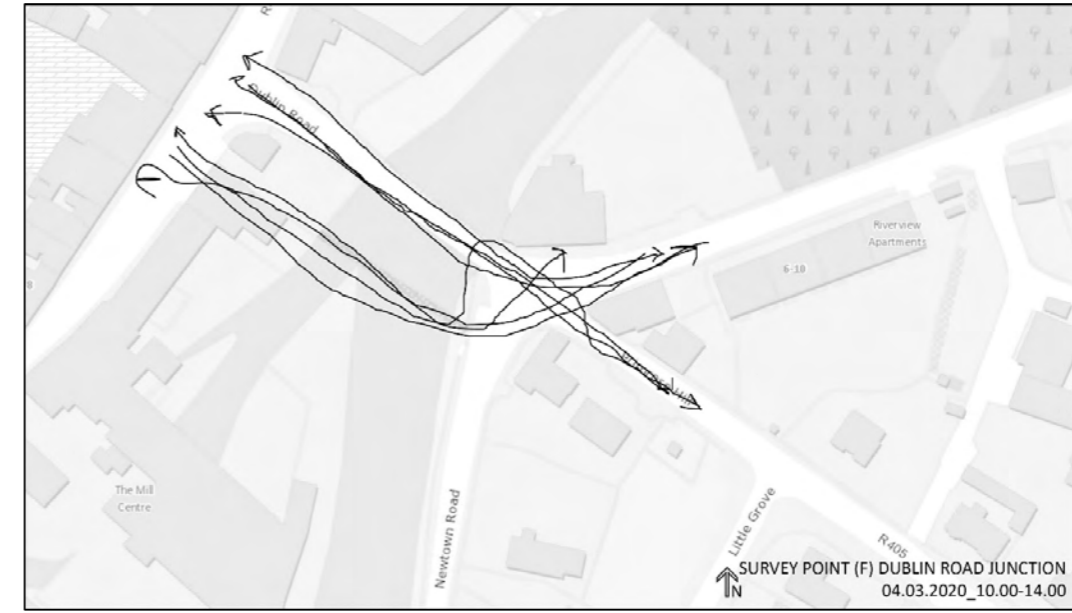 R
Dublin Road
Riverview
Apartments
6-10
8
The Mill
Centre
Newtown Road
Little Grove
R405
SURVEY POINT (F) DUBLIN ROAD JUNCTION
N
04.03.2020_10.00-14.00